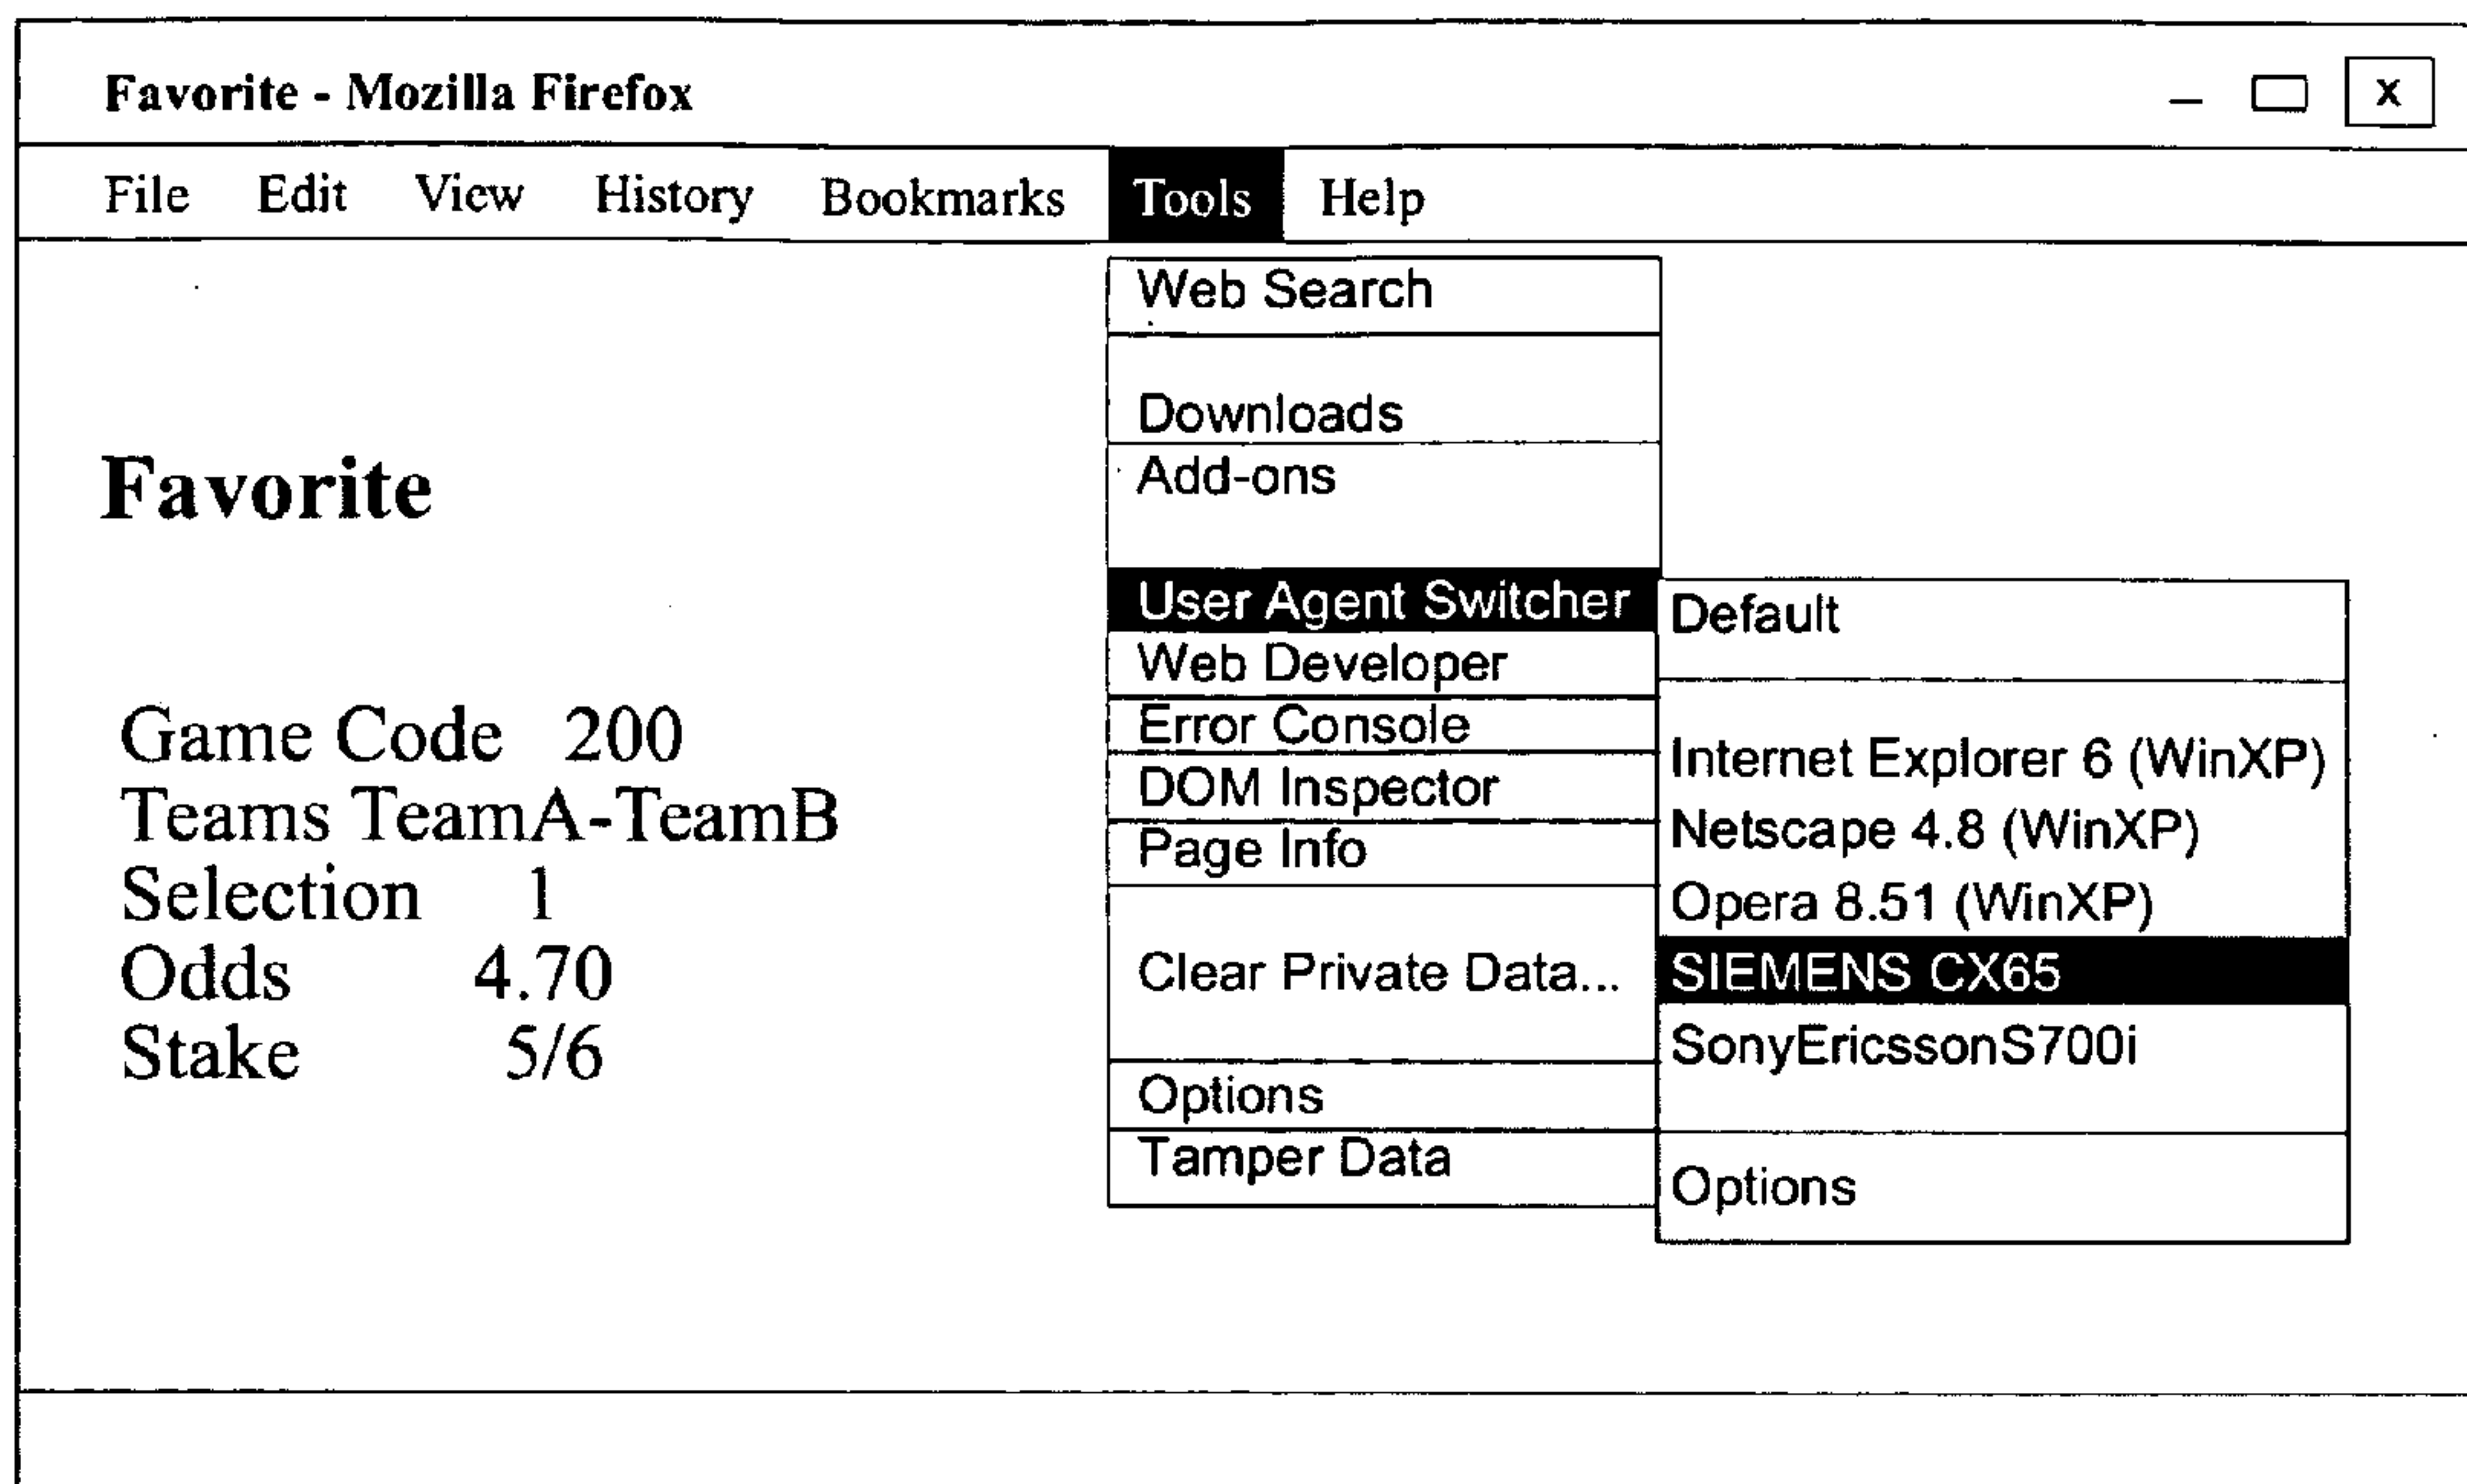 Favorite - Mozilla Firefox
X
File Edit View History Bookmarks Tools Help
Favorite
Game Code 200
Teams TeamA-TeamB
Selection 1
Odds 4.70
Stake 5/6
Web Search
Downloads
Add-ons
User Agent Switcher
Web Developer
Error Console
DOM Inspector
Page Info
Clear Private Data...
Options
Tamper Data
Default
Internet Explorer 6 (WinXP)
Netscape 4.8 (WinXP)
Opera 8.51 (WinXP)
SIEMENS CX65
SonyEricssonS700i
Options